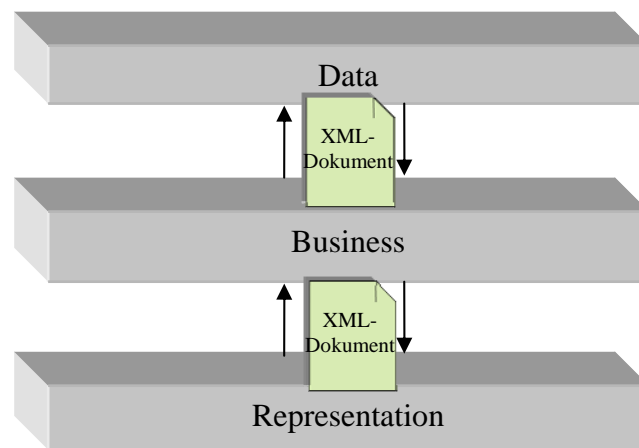 Data
XML-
Dokument
Business
XML-
Dokument
Representation